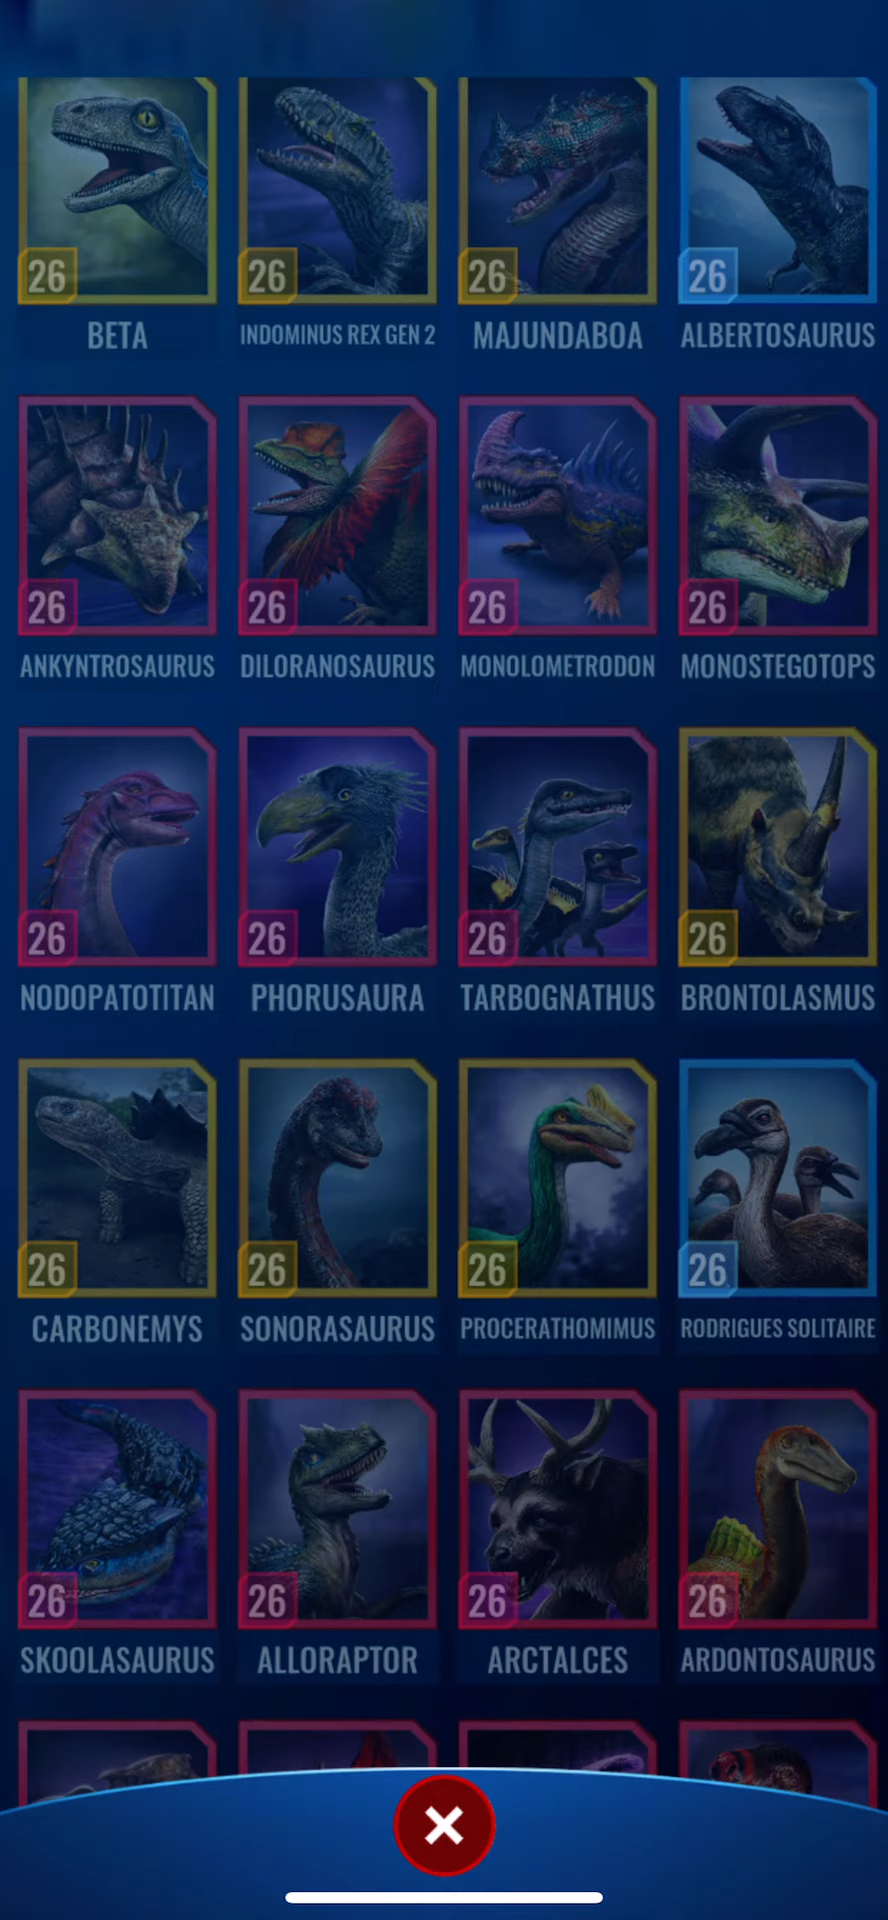 26 26 26 26
BETA INDOMINUS REX GEN 2 MAJUNDABOA ALBERTOSAURUS
26 26 26 26
ANKYNTROSAURUS DILORANOSAURUS MONOLOMETRODON MONOSTEGOTOPS
26 26 26 26
NODOPATOTITAN PHORUSAURA TARBOGNATHUS BRONTOLASMUS
26 26 26 26
CARBONEMYS SONORASAURUS PROCERATHOMIMUS RODRIGUES SOLITAIRE
26 26 26 26
SKOOLASAURUS ALLORAPTOR ARCTALCES ARDONTOSAURUS